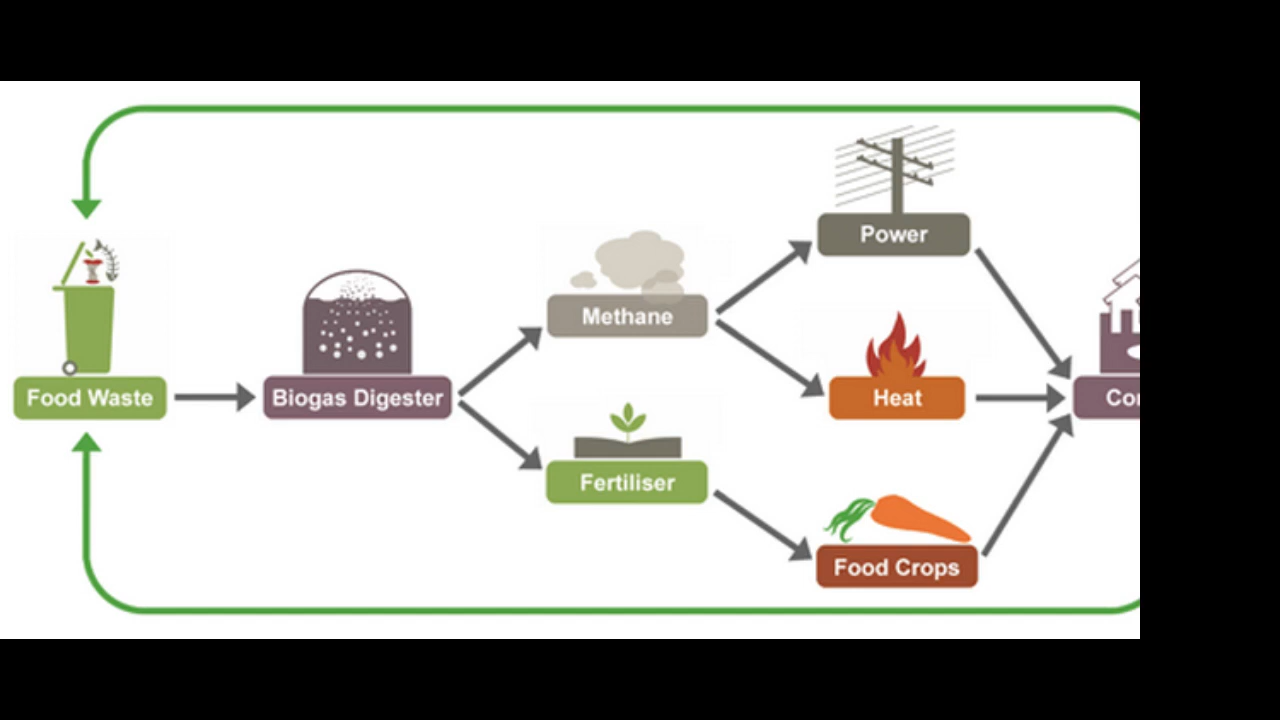 Power
Methane
Food Waste
Biogas Digester
Heat
Fertiliser
Food Crops